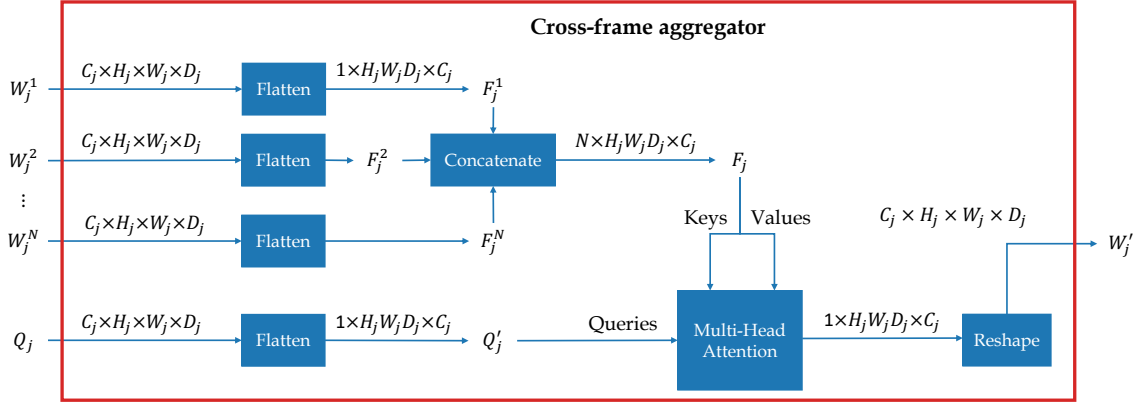 Cross-frame aggregator
W_j^1
C_j×H_j×W_j×D_j
Flatten
1×H_jW_jD_j×C_j
F_j^1
W_j^2
C_j×H_j×W_j×D_j
Flatten
F_j^2
Concatenate
N×H_jW_jD_j×C_j
F_j
⋮
Keys
Values
W_j^N
C_j×H_j×W_j×D_j
Flatten
F_j^N
C_j × H_j × W_j × D_j
W_j′
Q_j
C_j×H_j×W_j×D_j
Flatten
1×H_jW_jD_j×C_j
Q_j′
Queries
Multi-Head
Attention
1×H_jW_jD_j×C_j
Reshape